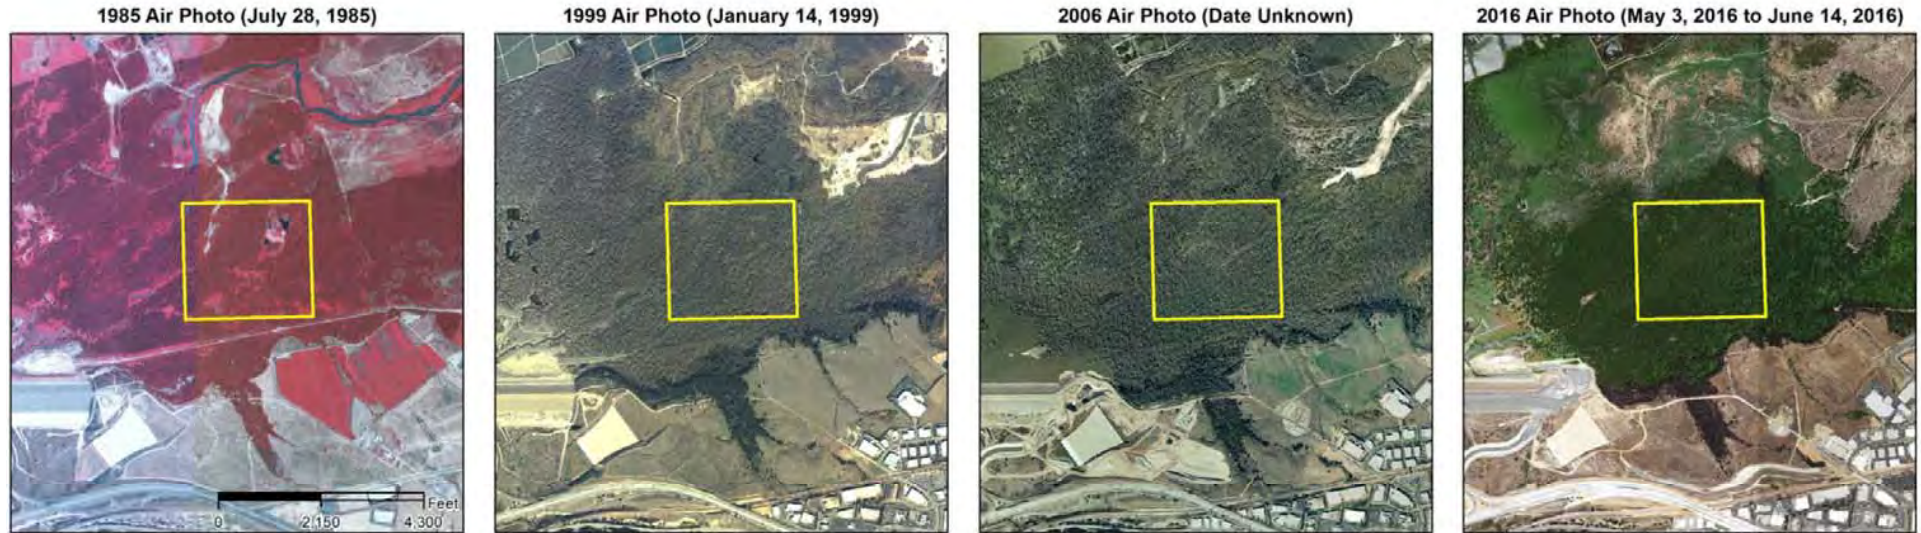 1985 Air Photo (July 28, 1985)
1999 Air Photo (January 14, 1999)
2006 Air Photo (Date Unknown)
2016 Air Photo (May 3, 2016 to June 14, 2016)
Feet
0 2,150 4,300